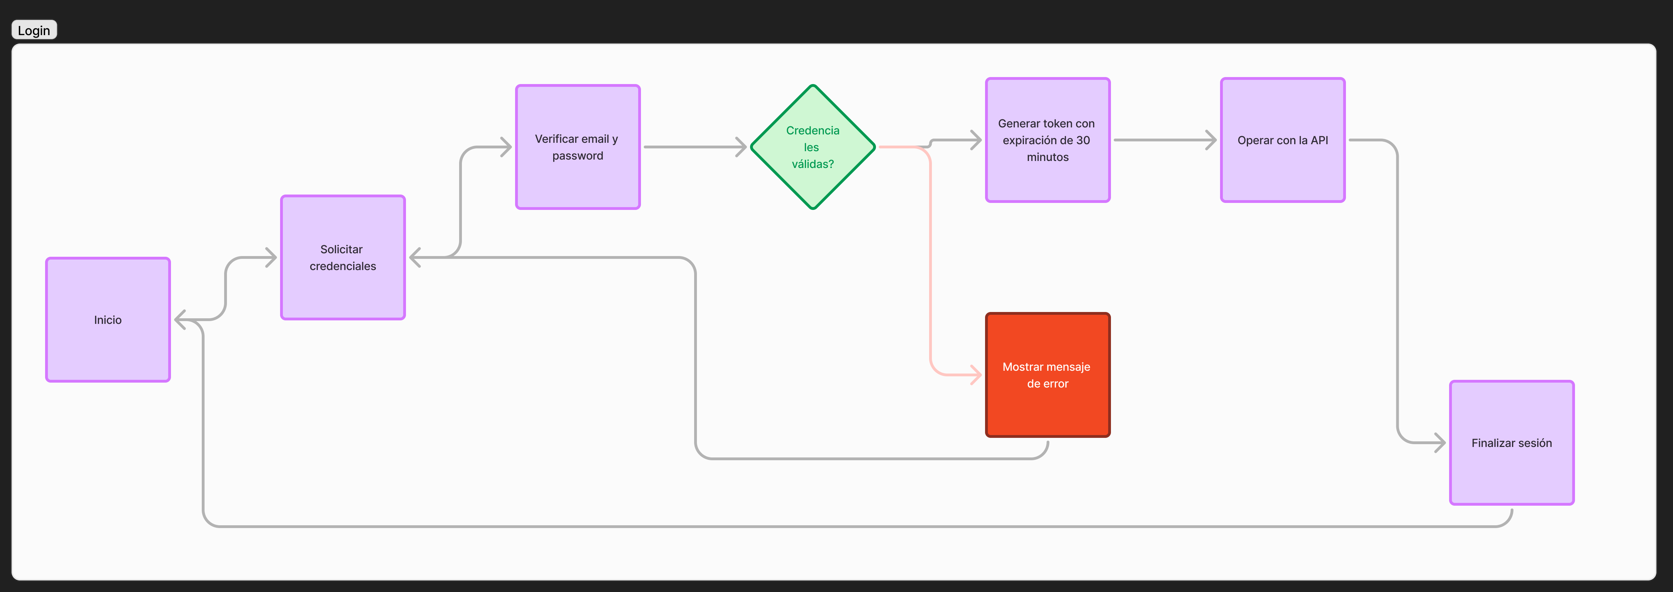 Login
Inicio
Solicitar
credenciales
Verificar email y
password
Credencia
les
válidas?
Generar token con
expiración de 30
minutos
Operar con la API
Mostrar mensaje
de error
Finalizar sesión